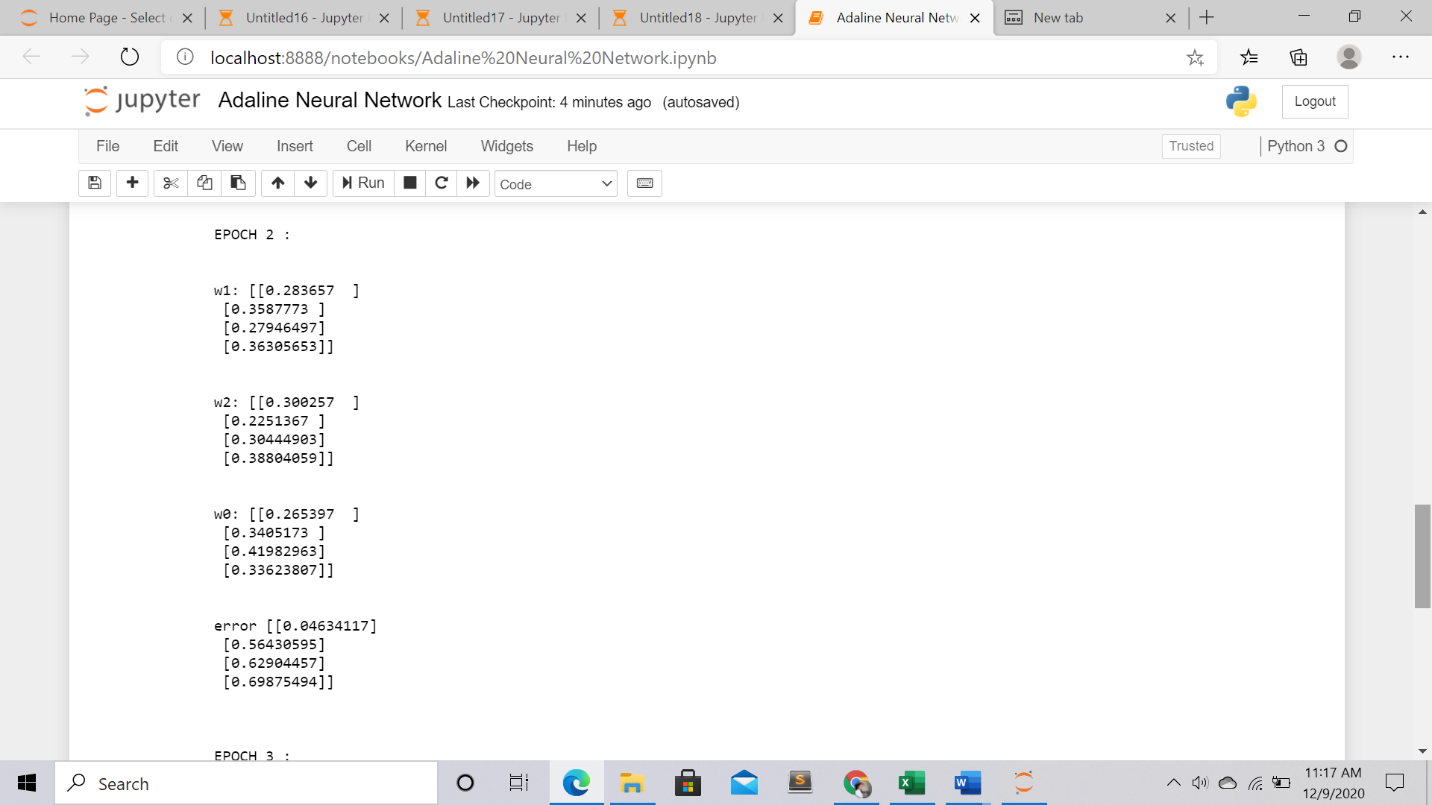 Home Page - Select
Untitled16 - Jupyter
Untitled17 - Jupyter
Untitled18 - Jupyter
Adaline Neural Netw
New tab
localhost:8888/notebooks/Adaline%20Neural%20Network.ipynb
jupyter Adaline Neural Network Last Checkpoint: 4 minutes ago (autosaved)
Logout
File Edit View Insert Cell Kernel Widgets Help
Trusted
Python 3
Run
Code
EPOCH 2 :
w1: [[0.283657  ]
[0.3587773 ]
[0.27946497]
[0.36305653]]
w2: [[0.300257  ]
[0.2251367 ]
[0.30444903]
[0.38804059]]
w0: [[0.265397  ]
[0.3405173 ]
[0.41982963]
[0.33623807]]
error [[0.04634117]
[0.56430595]
[0.62904457]
[0.69875494]]
EPOCH 3 :
Search
11:17 AM
12/9/2020